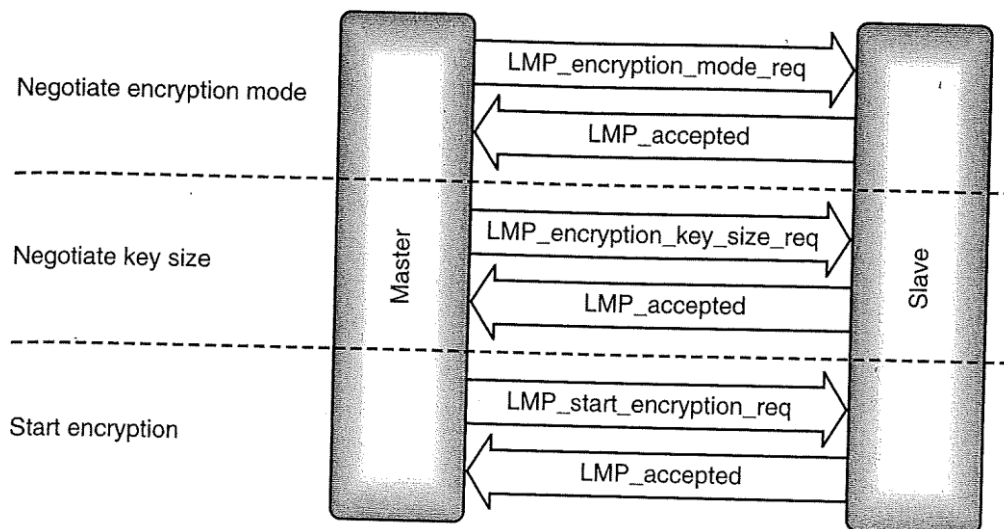 Negotiate encryption mode
LMP_encryption_mode_req
LMP_accepted
Negotiate key size
Master
LMP_encryption_key_size_req
LMP_accepted
Slave
Start encryption
LMP_start_encryption_req
LMP_accepted